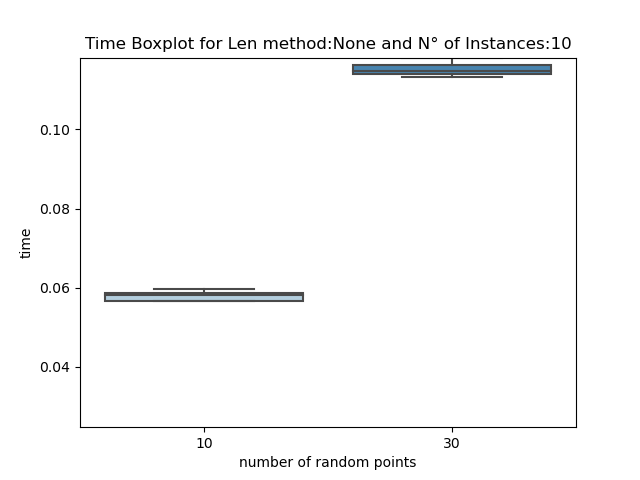 Time Boxplot for Len method:None and N° of Instances:10
0.10
0.08
0.06
0.04
time
10 30
number of random points